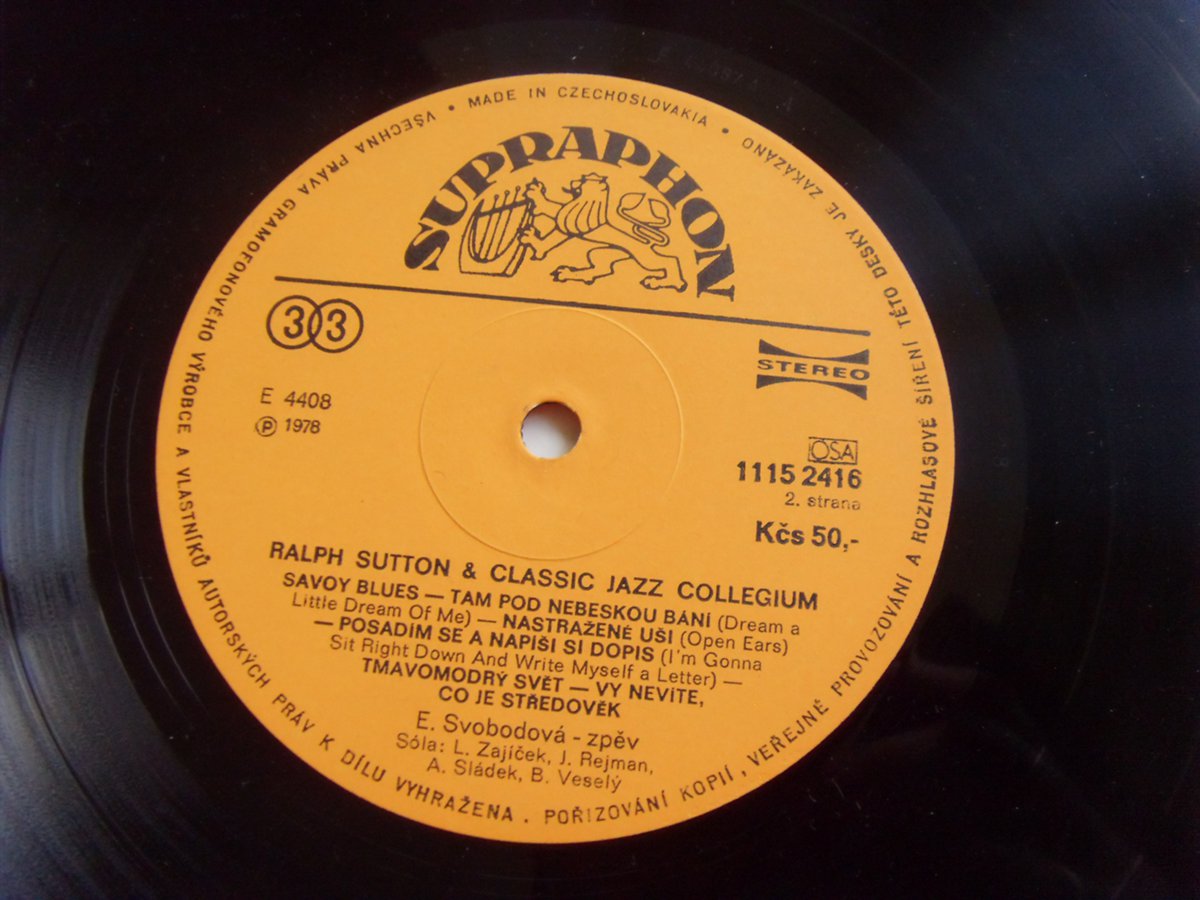 MADE IN CZECHOSLOVAKIA •
VŠECHNA PRÁVA GRAMOFONOVÉHO VÝROBCE A VLASTNÍKŮ AUTORSKÝCH PRÁV K DÍLU VYHRAŽENA . POŘIZOVÁNÍ KOPIÍ, VEŘEJNÉ PROVOZOVÁNÍ A ROZHLASOVÉ ŠÍŘENÍ TÉTO DESKY JE ZAKÁZÁNO •
SUPRAPHON
33
STEREO
E 4408
Ⓟ 1978
OSA
1115 2416
2. strana
Kčs 50,-
RALPH SUTTON & CLASSIC JAZZ COLLEGIUM
SAVOY BLUES — TAM POD NEBESKOU BÁNÍ (Dream a
Little Dream Of Me) — NASTRAŽENÉ UŠI (Open Ears)
— POSADÍM SE A NAPÍŠI SI DOPIS (I'm Gonna
Sit Right Down And Write Myself a Letter) —
TMAVOMODRÝ SVĚT — VY NEVÍTE,
CO JE STŘEDOVĚK
E. Svobodová - zpěv
Sóla: L. Zajíček, J. Rejman,
A. Sládek, B. Veselý